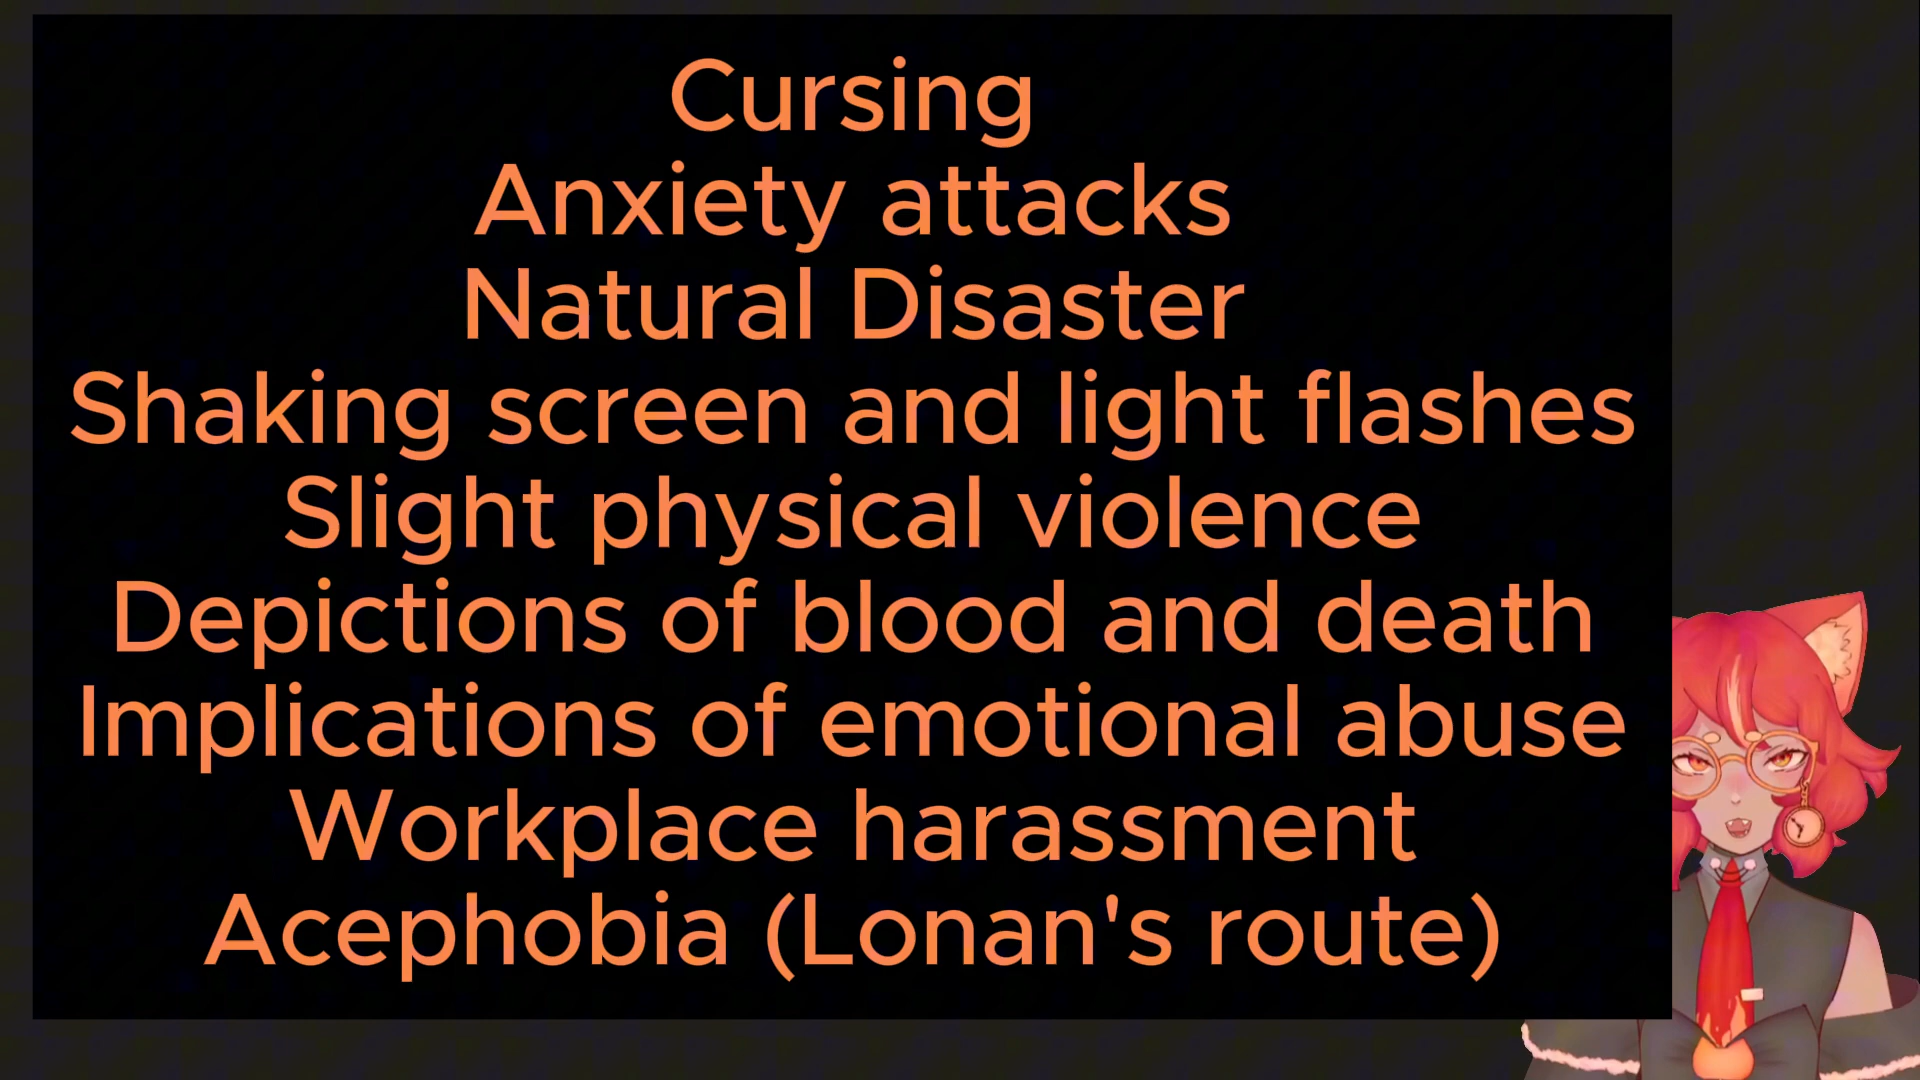 Cursing
Anxiety attacks
Natural Disaster
Shaking screen and light flashes
Slight physical violence
Depictions of blood and death
Implications of emotional abuse
Workplace harassment
Acephobia (Lonan's route)